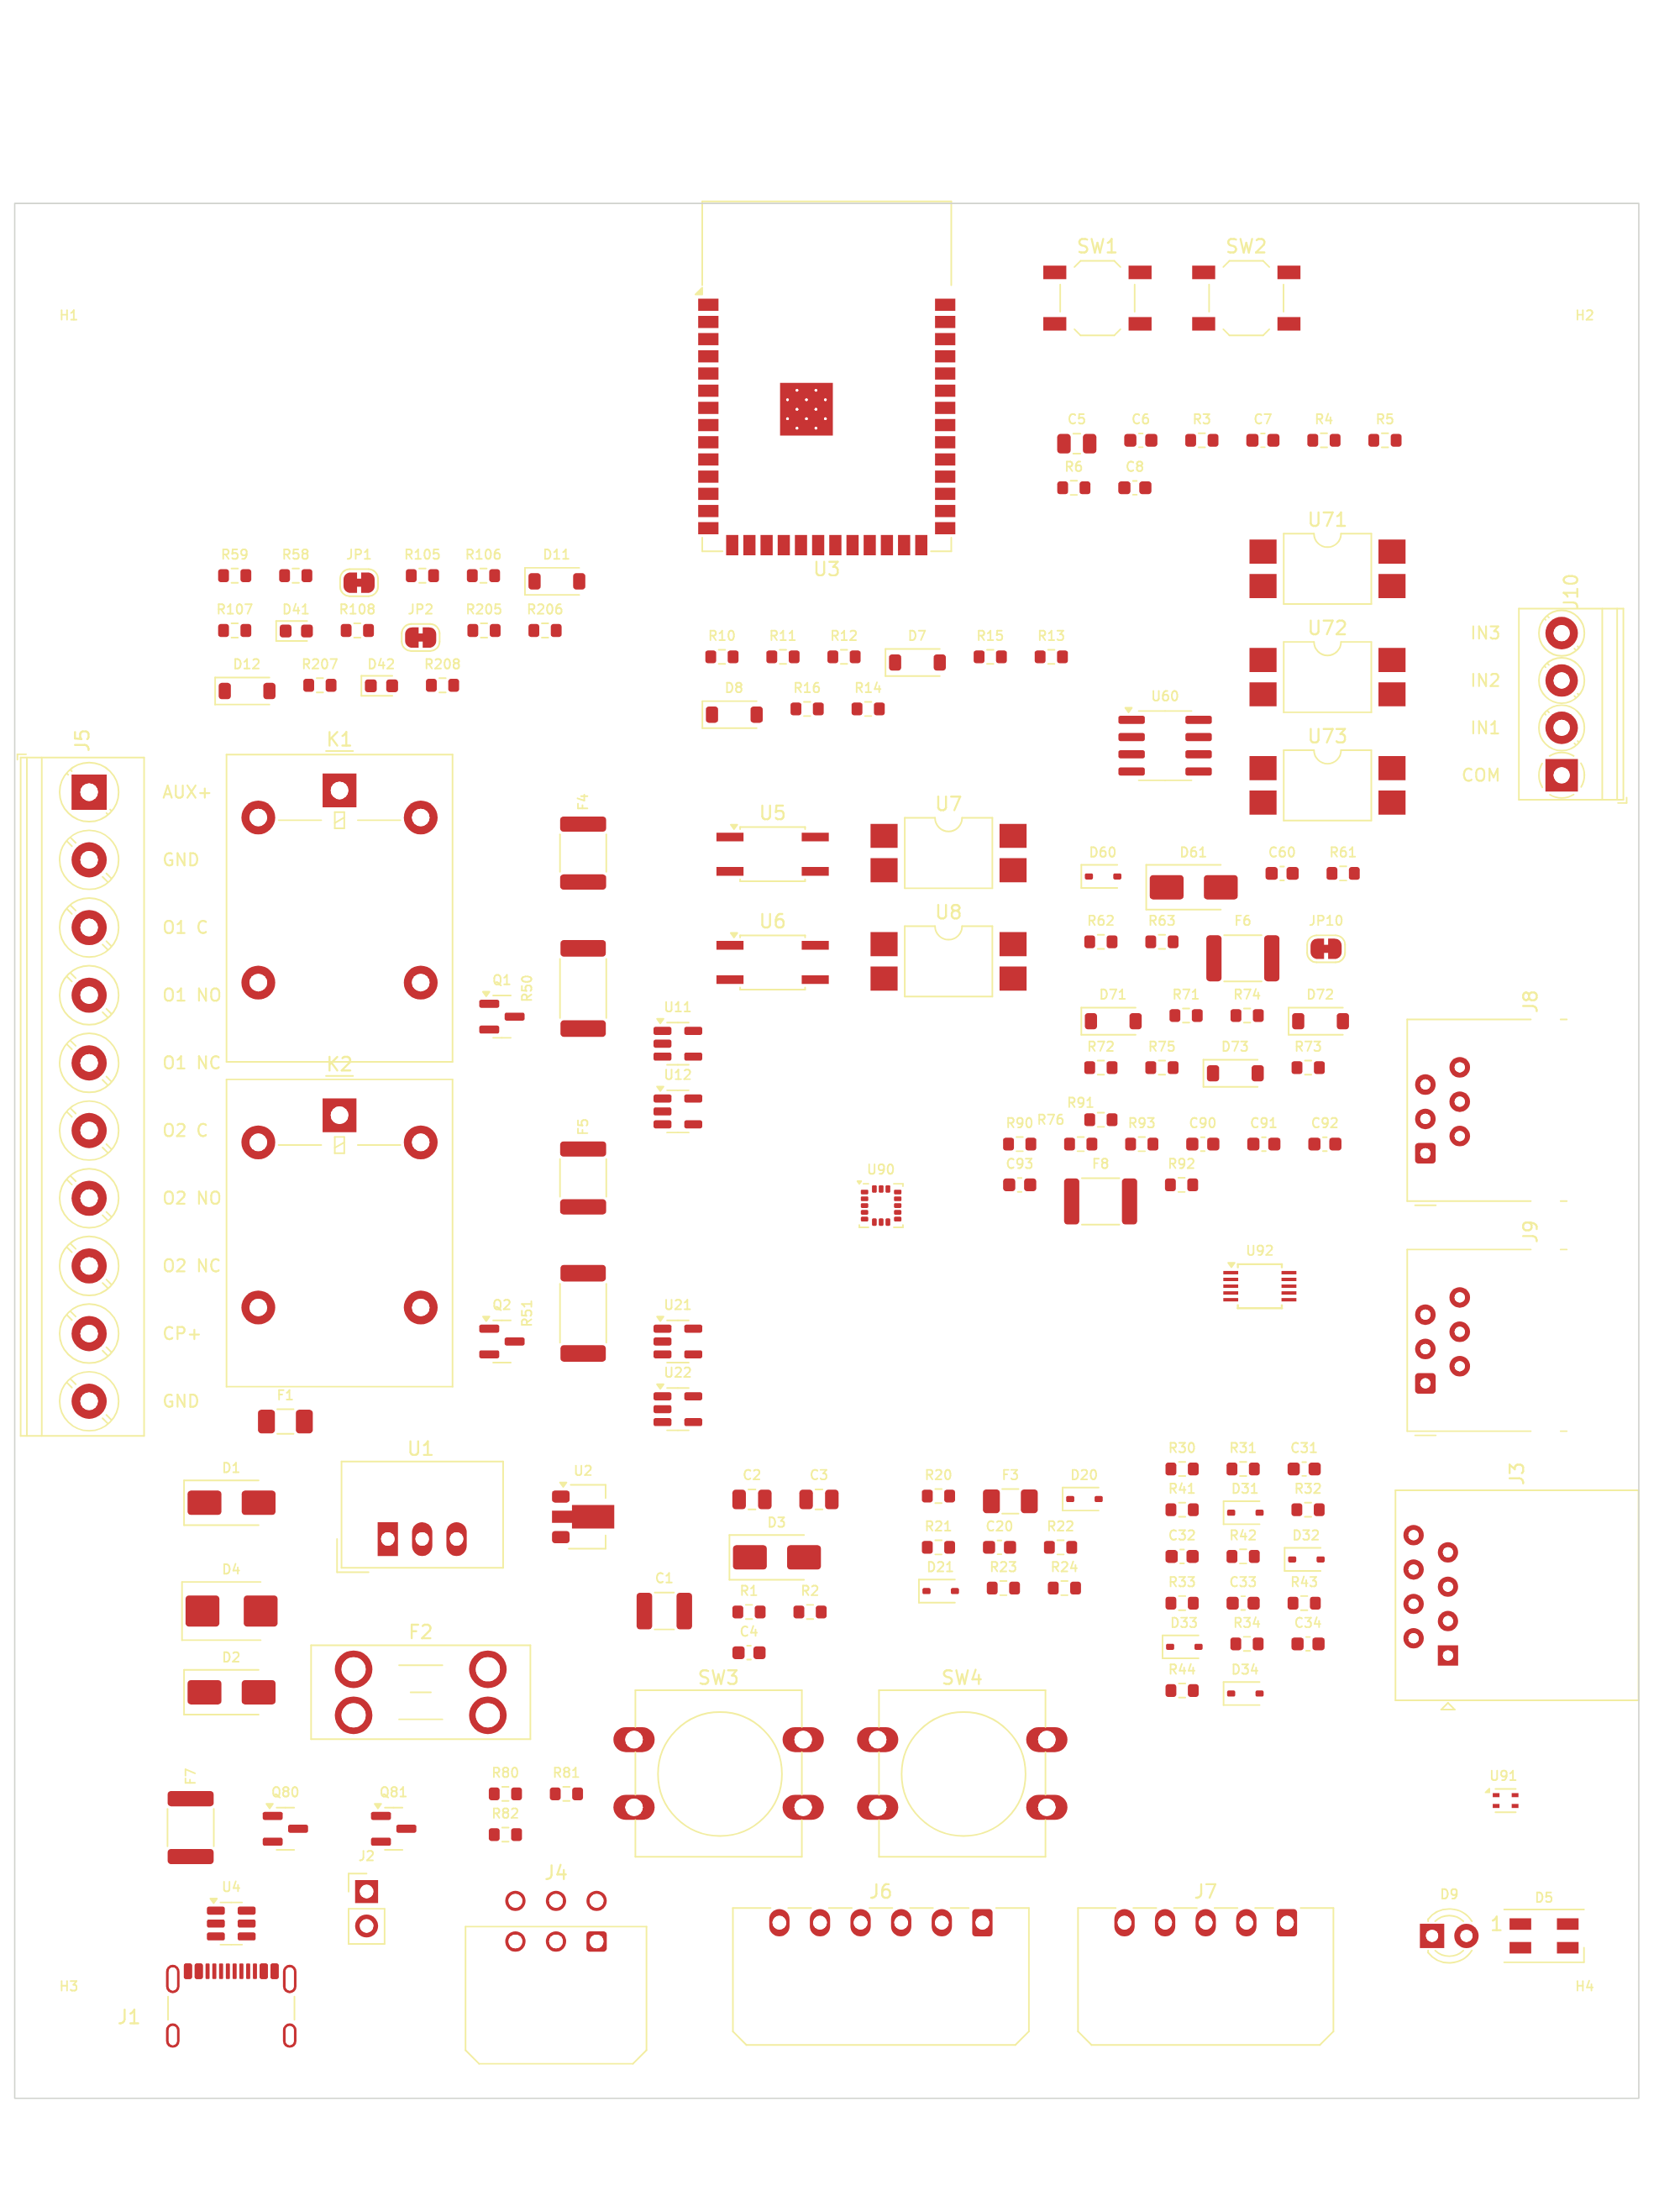 SW1 SW2
H1 H2
C5 C6 R3 C7 R4 R5
R6 C8
U71
R59 R58 JP1 R105 R106 D11
U3
J10
R107 D41 R108 JP2 R205 R206
U72
IN3
R10 R11 R12 D7 R15 R13
R207 D42 R208
D12
IN2
D8 R16 R14
U60
IN1
U73
J5
K1
COM
AUX+
F4
U5 U7
GND
D60 D61 C60 R61
U6 U8
O1 C
R62 R63 F6 JP10
Q1 R50
O1 NO
D71 R71 R74 D72
J8
U11
R72 R75 D73 R73
O1 NC
K2
U12
R91
R76
R90 R93 C90 C91 C92
O2 C
F5
U90
C93 F8 R92
O2 NO
J9
U92
O2 NC
Q2 R51
U21
CP+
U22
F1
GND
U1
R30 R31 C31
D1 U2 C2 C3 R20 F3 D20
J3
R41 D31 R32
D3
R21 C20 R22
C32 R42 D32
D4
D21 R23 R24
C1 R1 R2
R33 C33 R43
F2
C4
D33 R34 C34
D2
SW3 SW4
R44 D34
F7
R80 R81
U91
Q80 Q81
R82
J2
J4
U4
J6 J7
D9 D5
1
H3 H4
J1